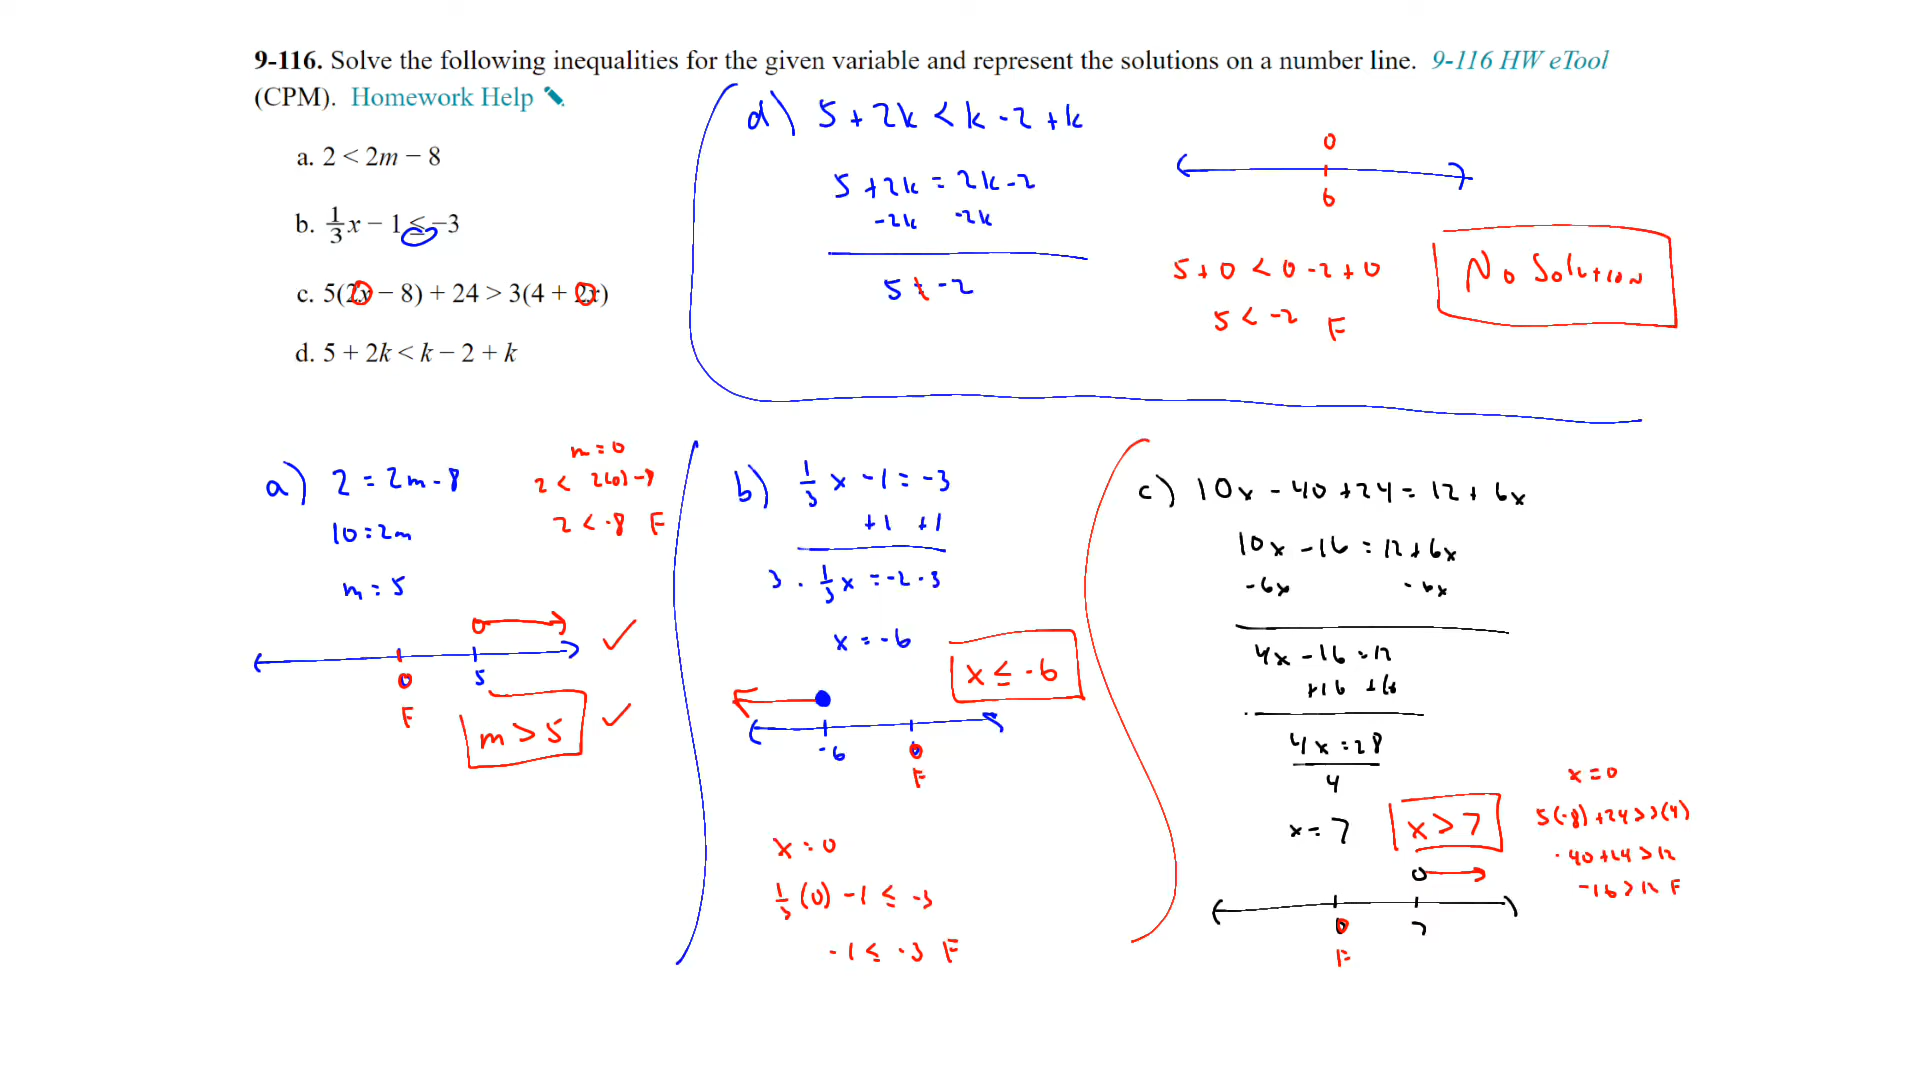 9-116. Solve the following inequalities for the given variable and represent the solutions on a number line. 9-116 HW eTool
(CPM). Homework Help
a. 2 < 2m − 8
b. 1/3 x − 1 ≤ −3
c. 5(2x − 8) + 24 > 3(4 + 2x)
d. 5 + 2k < k − 2 + k
d) 5 + 2k < k - 2 + k
5 + 2k = 2k - 2
-2k -2k
5 -2
0
6
5 + 0 < 0 - 2 + 0
5 < -2 F
No Solution
a) 2 = 2m - 8
10 = 2m
m = 5
m = 0
2 < 2(0) - 8
2 < -8 F
0 5
F
m > 5
b) 1/3 x - 1 = -3
+1 +1
3 · 1/3 x = -2 · 3
x = -6
x ≤ -6
-6 0
F
x = 0
1/3 (0) - 1 ≤ -3
-1 ≤ -3 F
c) 10x - 40 + 24 = 12 + 6x
10x - 16 = 12 + 6x
-6x -6x
4x - 16 = 12
+16 +16
4x = 28
4
x = 7
x > 7
x = 0
5(-8) + 24 > 3(4)
-40 + 24 > 12
-16 > 12 F
0 7
F